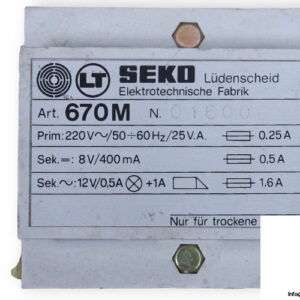 LT SEKO Lüdenscheid
Elektrotechnische Fabrik
Art. 670M N. 01600
Prim: 220V~/50÷60Hz/25V.A. 0.25A
Sek.=: 8V/400mA 0.5A
Sek.~: 12V/0.5A +1A 1.6A
Nur für trockene